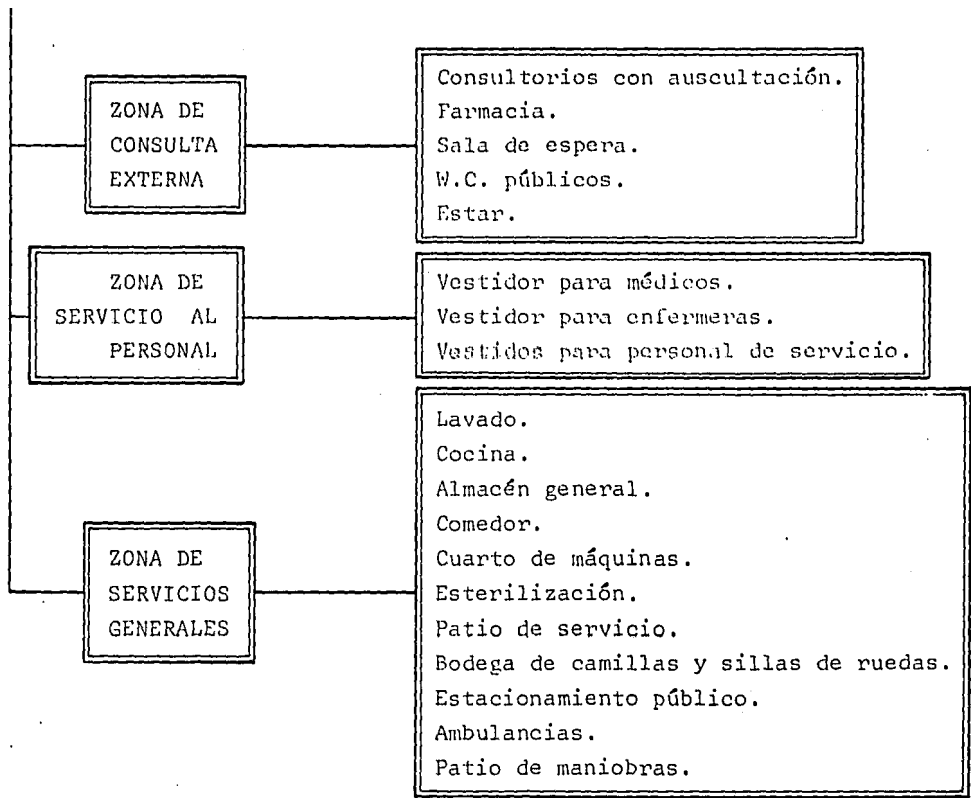 ZONA DE
CONSULTA
EXTERNA
Consultorios con auscultación.
Farmacia.
Sala de espera.
W.C. públicos.
Estar.
ZONA DE
SERVICIO AL
PERSONAL
Vestidor para médicos.
Vestidor para enfermeras.
Vestidos para personal de servicio.
ZONA DE
SERVICIOS
GENERALES
Lavado.
Cocina.
Almacén general.
Comedor.
Cuarto de máquinas.
Esterilización.
Patio de servicio.
Bodega de camillas y sillas de ruedas.
Estacionamiento público.
Ambulancias.
Patio de maniobras.